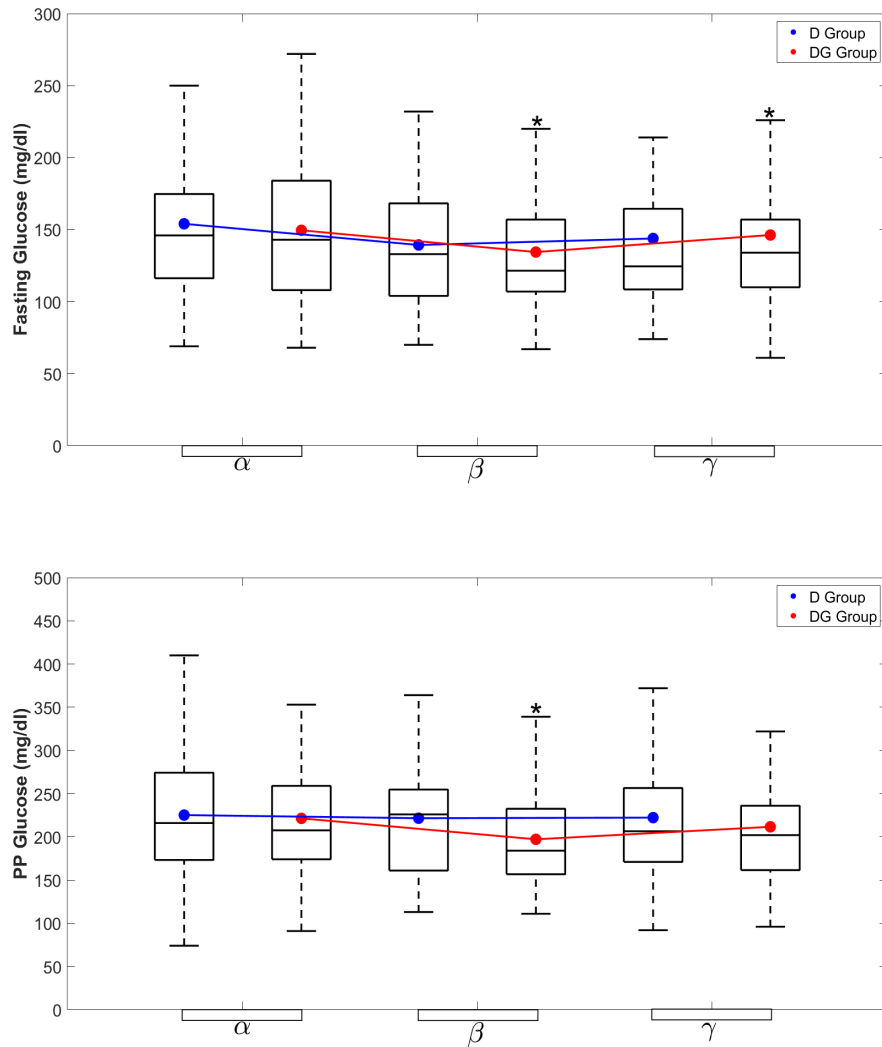 300
250
200
150
100
50
0
Fasting Glucose (mg/dl)
D Group
DG Group
*
*
α
β
γ
500
450
400
350
300
250
200
150
100
50
0
PP Glucose (mg/dl)
D Group
DG Group
*
α
β
γ